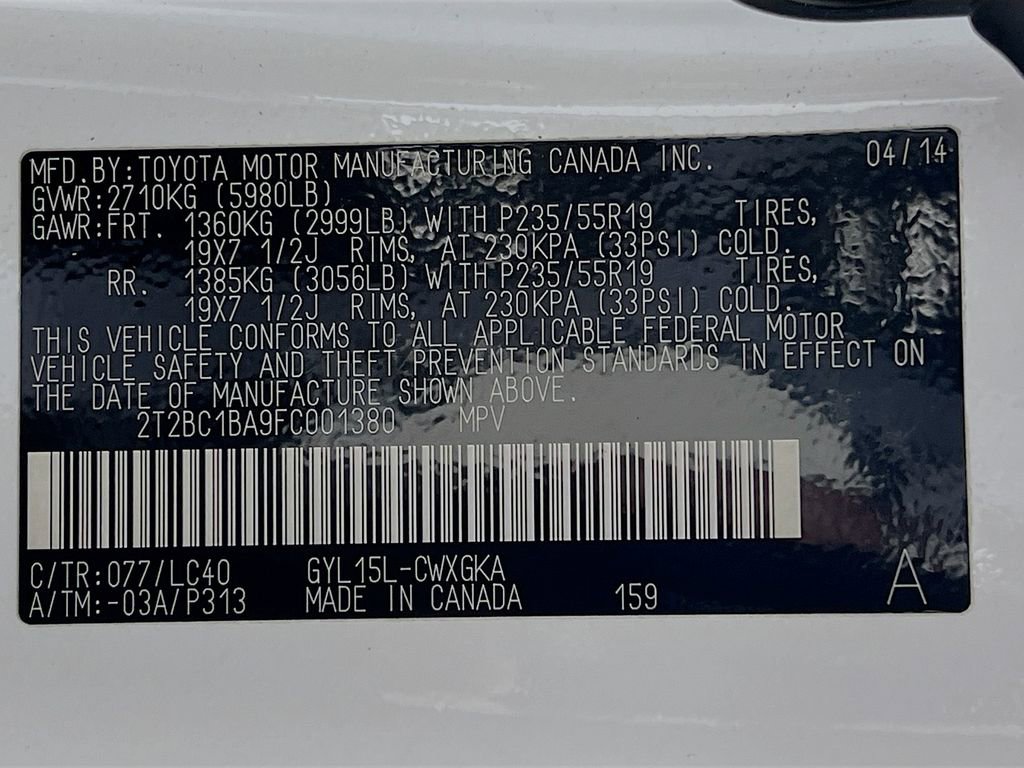 MFD.BY:TOYOTA MOTOR MANUFACTURING CANADA INC. 04/14
GVWR:2710KG (5980LB)
GAWR:FRT. 1360KG (2999LB) WITH P235/55R19 TIRES,
19X7 1/2J RIMS, AT 230KPA (33PSI) COLD.
RR. 1385KG (3056LB) WITH P235/55R19 TIRES,
19X7 1/2J RIMS, AT 230KPA (33PSI) COLD.
THIS VEHICLE CONFORMS TO ALL APPLICABLE FEDERAL MOTOR
VEHICLE SAFETY AND THEFT PREVENTION STANDARDS IN EFFECT ON
THE DATE OF MANUFACTURE SHOWN ABOVE.
2T2BC1BA9FC001380 MPV
C/TR:077/LC40 GYL15L-CWXGKA A
A/TM:-03A/P313 MADE IN CANADA 159